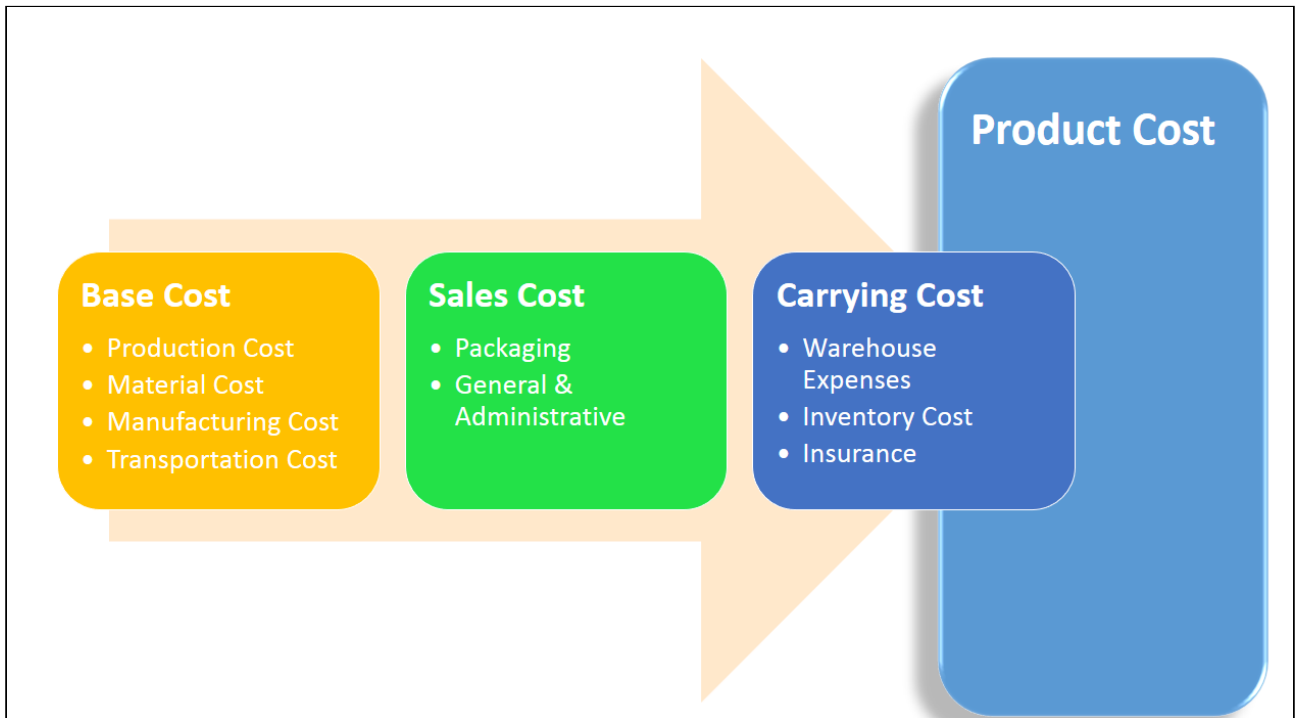 Product Cost
Base Cost
• Production Cost
• Material Cost
• Manufacturing Cost
• Transportation Cost
Sales Cost
• Packaging
• General &
Administrative
Carrying Cost
• Warehouse
Expenses
• Inventory Cost
• Insurance